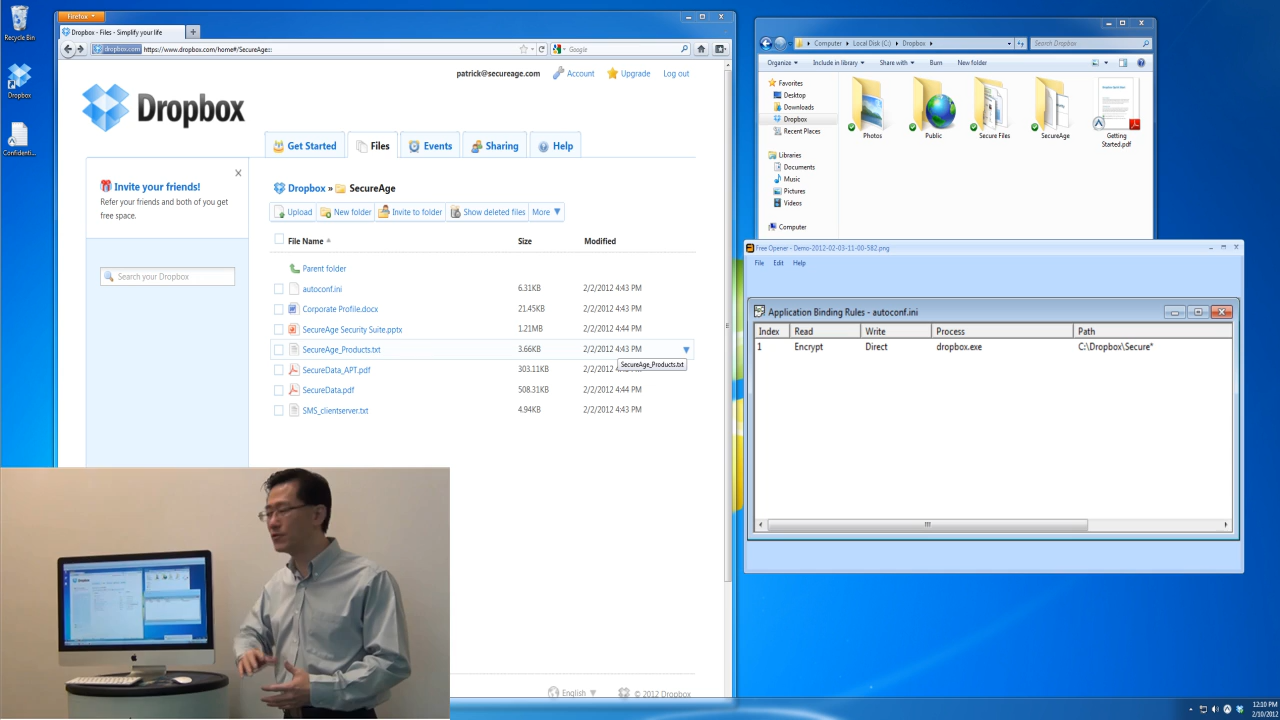 Recycle Bin
Dropbox
Confidenti...
Firefox
Dropbox - Files - Simplify your life
dropbox.com https://www.dropbox.com/home#/SecureAge:::
Google
patrick@secureage.com Account Upgrade Log out
Dropbox
Get Started Files Events Sharing Help
Invite your friends!
Refer your friends and both of you get
free space.
Search your Dropbox
Dropbox » SecureAge
Upload New folder Invite to folder Show deleted files More
File Name Size Modified
Parent folder
autoconf.ini 6.31KB 2/2/2012 4:43 PM
Corporate Profile.docx 21.45KB 2/2/2012 4:43 PM
SecureAge Security Suite.pptx 1.21MB 2/2/2012 4:44 PM
SecureAge_Products.txt 3.66KB 2/2/2012 4:43 PM
SecureAge_Products.txt
SecureData_APT.pdf 303.11KB 2/2/2012
SecureData.pdf 508.31KB 2/2/2012 4:44 PM
SMS_clientserver.txt 4.94KB 2/2/2012 4:43 PM
English © 2012 Dropbox
Computer Local Disk (C:) Dropbox
Search Dropbox
Organize Include in library Share with Burn New folder
Favorites
Desktop
Downloads
Dropbox
Recent Places
Libraries
Documents
Music
Pictures
Videos
Computer
Photos
Public
Secure Files
SecureAge
Getting
Started.pdf
Free Opener - Demo-2012-02-03-11-00-582.png
File Edit Help
Application Binding Rules - autoconf.ini
Index Read Write Process Path
1 Encrypt Direct dropbox.exe C:\Dropbox\Secure*
12:10 PM
2/10/2012